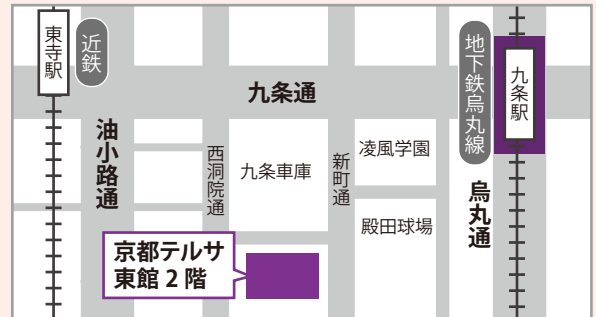 東寺駅
近鉄
九条通
地下鉄烏丸線
九条駅
油小路通
西洞院通
九条車庫
新町通
凌風学園
烏丸通
殿田球場
京都テルサ
東館 2 階